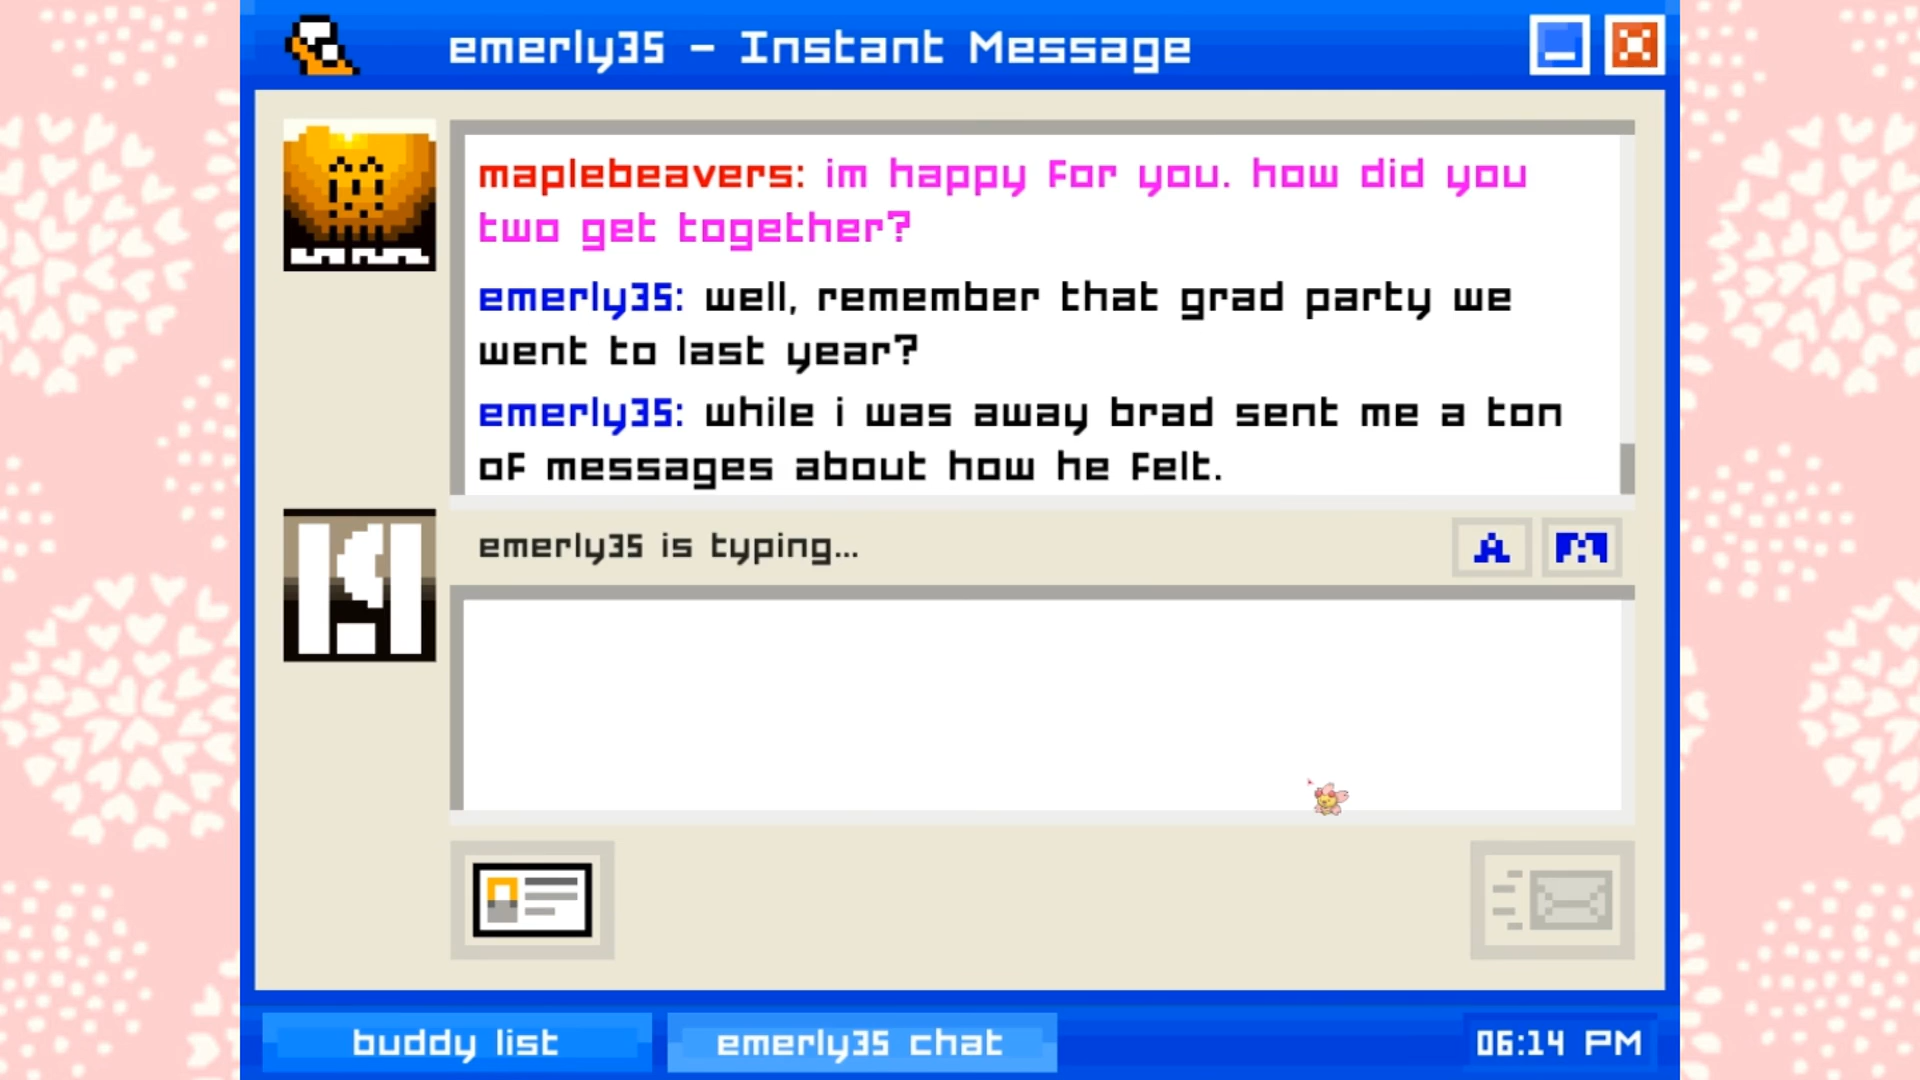 emerly35 - Instant Message
maplebeavers: im happy for you. how did you
two get together?
emerly35: well, remember that grad party we
went to last year?
emerly35: while i was away brad sent me a ton
of messages about how he felt.
emerly35 is typing...
A
buddy list
emerly35 chat
06:14 PM